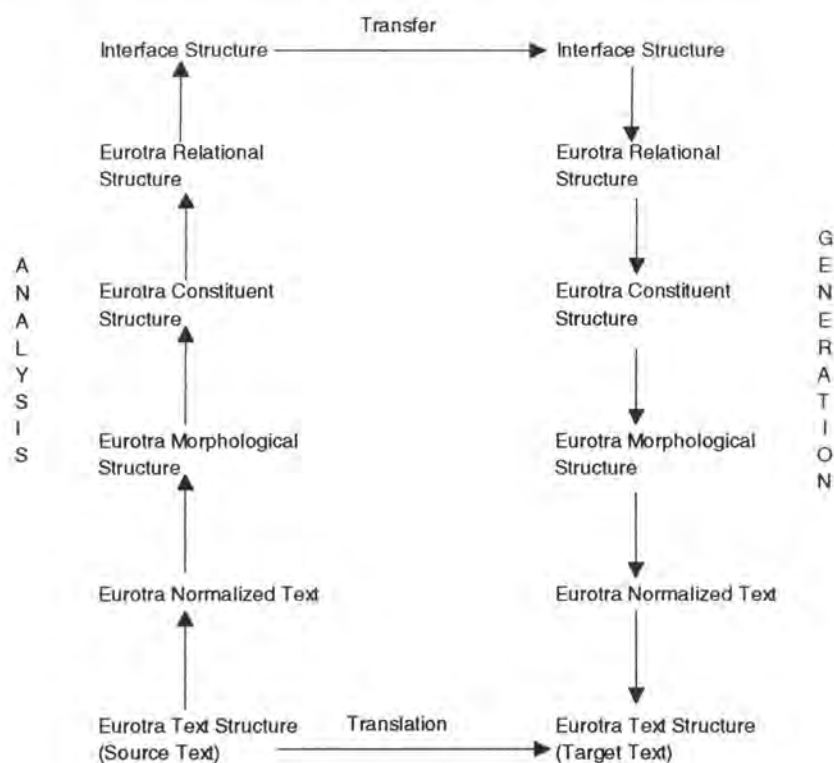 Transfer
Interface Structure
Interface Structure
Eurotra Relational
Structure
Eurotra Relational
Structure
ANALYSIS
Eurotra Constituent
Structure
Eurotra Constituent
Structure
GENERATION
Eurotra Morphological
Structure
Eurotra Morphological
Structure
Eurotra Normalized Text
Eurotra Normalized Text
Eurotra Text Structure
(Source Text)
Translation
Eurotra Text Structure
(Target Text)